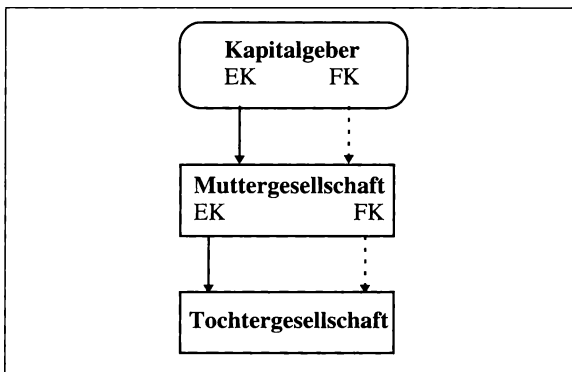 Kapitalgeber
EK FK
Muttergesellschaft
EK FK
Tochtergesellschaft